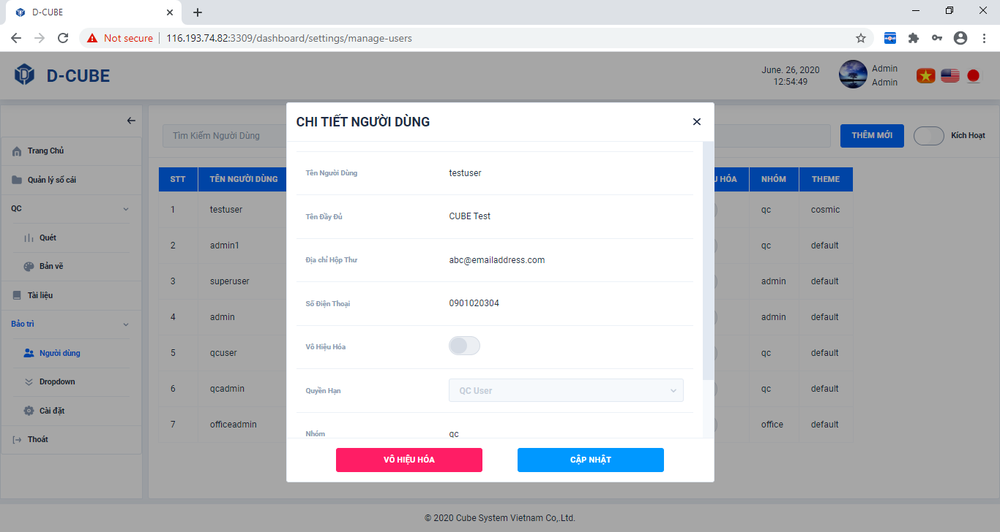 D-CUBE
Not secure
116.193.74.82:3309/dashboard/settings/manage-users
D-CUBE
June. 26, 2020
12:54:49
Admin
Admin
Trang Chủ
Quản lý sổ cái
QC
Quét
Bản vẽ
Tài liệu
Bảo trì
Người dùng
Dropdown
Cài đặt
Thoát
Tìm Kiếm Người Dùng
THÊM MỚI
Kích Hoạt
STT TÊN NGƯỜI DÙNG HÓA NHÓM THEME
1 testuser qc cosmic
2 admin1 qc default
3 superuser admin default
4 admin admin default
5 qcuser qc default
6 qcadmin qc default
7 officeadmin office default
CHI TIẾT NGƯỜI DÙNG
Tên Người Dùng testuser
Tên Đầy Đủ CUBE Test
Địa chỉ Hộp Thư abc@emailaddress.com
Số Điện Thoại 0901020304
Vô Hiệu Hóa
Quyền Hạn QC User
Nhóm qc
VÔ HIỆU HÓA
CẬP NHẬT
© 2020 Cube System Vietnam Co,.Ltd.